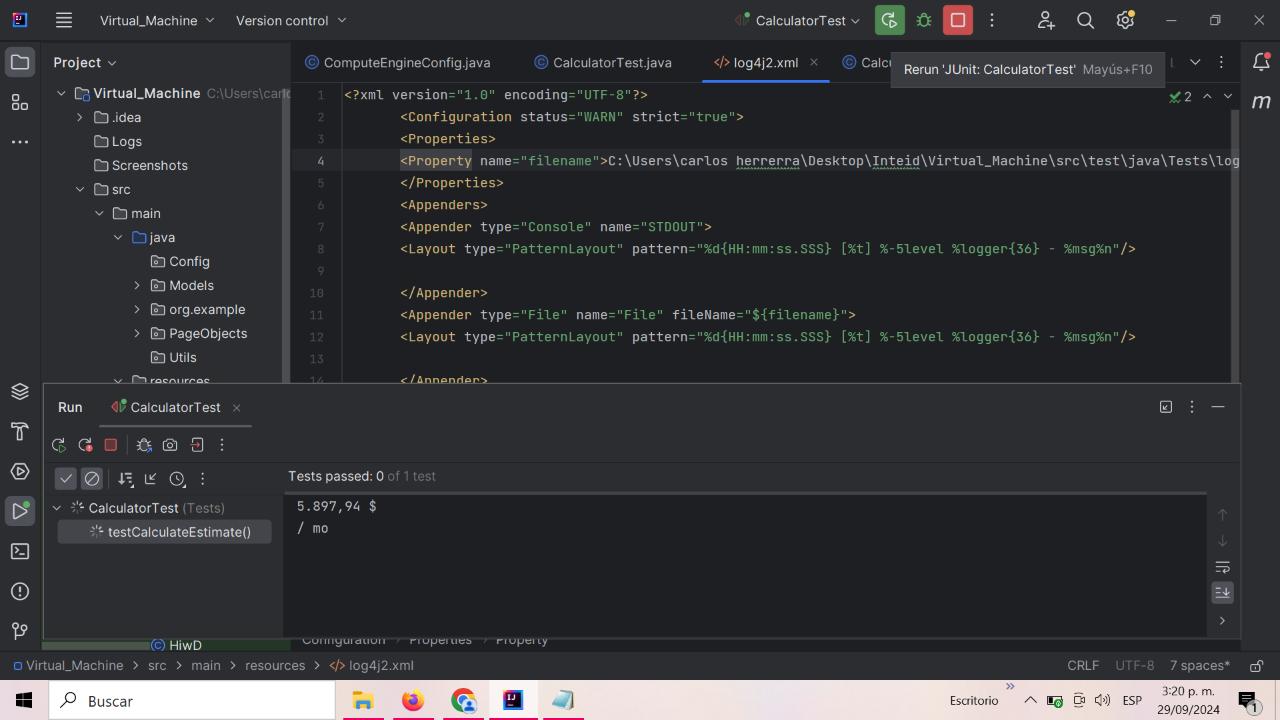 Virtual_Machine
Version control
CalculatorTest
Project
ComputeEngineConfig.java
CalculatorTest.java
log4j2.xml
Rerun 'JUnit: CalculatorTest' Mayús+F10
Virtual_Machine
.idea
Logs
Screenshots
src
main
java
Config
Models
org.example
PageObjects
Utils
resources
2
1 <?xml version="1.0" encoding="UTF-8"?>
2 <Configuration status="WARN" strict="true">
3 <Properties>
4 <Property name="filename">C:\Users\carlos herrerra\Desktop\Inteid\Virtual_Machine\src\test\java\Tests\log
5 </Properties>
6 <Appenders>
7 <Appender type="Console" name="STDOUT">
8 <Layout type="PatternLayout" pattern="%d{HH:mm:ss.SSS} [%t] %-5level %logger{36} - %msg%n"/>
9
10 </Appender>
11 <Appender type="File" name="File" fileName="${filename}">
12 <Layout type="PatternLayout" pattern="%d{HH:mm:ss.SSS} [%t] %-5level %logger{36} - %msg%n"/>
13
14 </Appender>
Run
CalculatorTest
Tests passed: 0 of 1 test
CalculatorTest (Tests)
testCalculateEstimate()
5.897,94 $
/ mo
HiwD
Configuration > Properties > Property
Virtual_Machine > src > main > resources > log4j2.xml
CRLF UTF-8 7 spaces*
Buscar
Escritorio
ESP
3:20 p. m.
29/09/2024
1